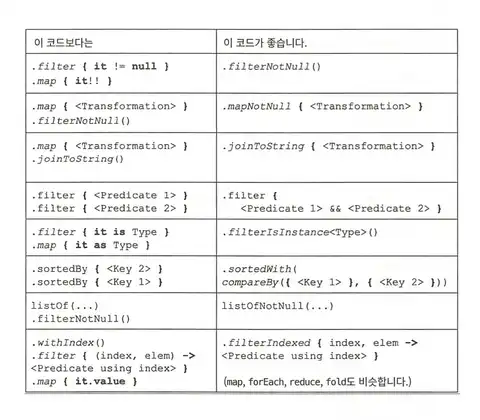 이 코드보다는
이 코드가 좋습니다.
.filter { it != null }
.map { it!! }
.filterNotNull()
.map { <Transformation> }
.filterNotNull()
.mapNotNull { <Transformation> }
.map { <Transformation> }
.joinToString()
.joinToString { <Transformation> }
.filter { <Predicate 1> }
.filter { <Predicate 2> }
.filter {
<Predicate 1> && <Predicate 2> }
.filter { it is Type }
.map { it as Type }
.filterIsInstance<Type>()
.sortedBy { <Key 2> }
.sortedBy { <Key 1> }
.sortedWith(
compareBy({ <Key 1> }, { <Key 2> }))
listOf(...)
.filterNotNull()
listOfNotNull(...)
.withIndex()
.filter { (index, elem) ->
<Predicate using index> }
.map { it.value }
.filterIndexed { index, elem ->
<Predicate using index> }
(map, forEach, reduce, fold도 비슷합니다.)